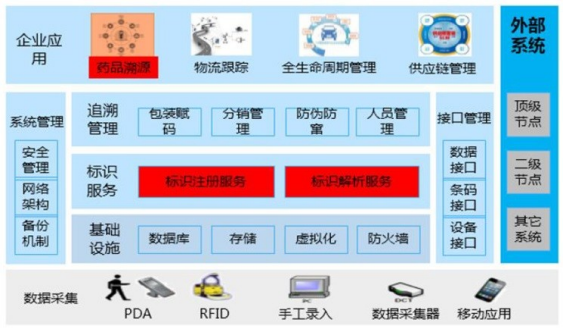 企业应
用
药品溯源
物流跟踪
全生命周期管理
供应链管理
外部
系统
顶级
节点
二级
节点
其它
系统
系统管理
安全
管理
网络
架构
备份
机制
追溯
管理
包装赋
码
分销管
理
防伪防
窜
人员管
理
标识
服务
标识注册服务
标识解析服务
基础
设施
数据库
存储
虚拟化
防火墙
接口管理
数据
接口
条码
接口
设备
接口
数据采集
PDA
RFID
PC
手工录入
DCT
数据采集器
移动应用